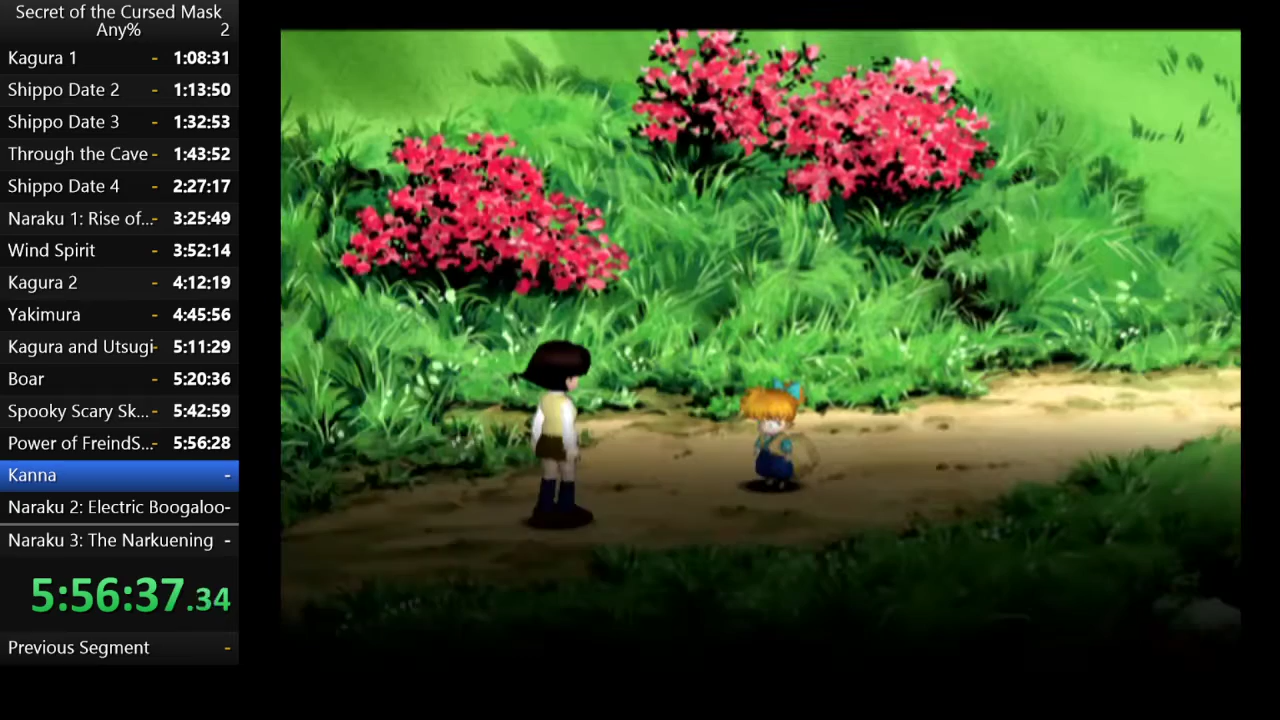 Secret of the Cursed Mask
Any% 2
Kagura 1 - 1:08:31
Shippo Date 2 - 1:13:50
Shippo Date 3 - 1:32:53
Through the Cave - 1:43:52
Shippo Date 4 - 2:27:17
Naraku 1: Rise of... - 3:25:49
Wind Spirit - 3:52:14
Kagura 2 - 4:12:19
Yakimura - 4:45:56
Kagura and Utsugi - 5:11:29
Boar - 5:20:36
Spooky Scary Sk... - 5:42:59
Power of FreindS... - 5:56:28
Kanna -
Naraku 2: Electric Boogaloo -
Naraku 3: The Narkuening -
5:56:37.34
Previous Segment -